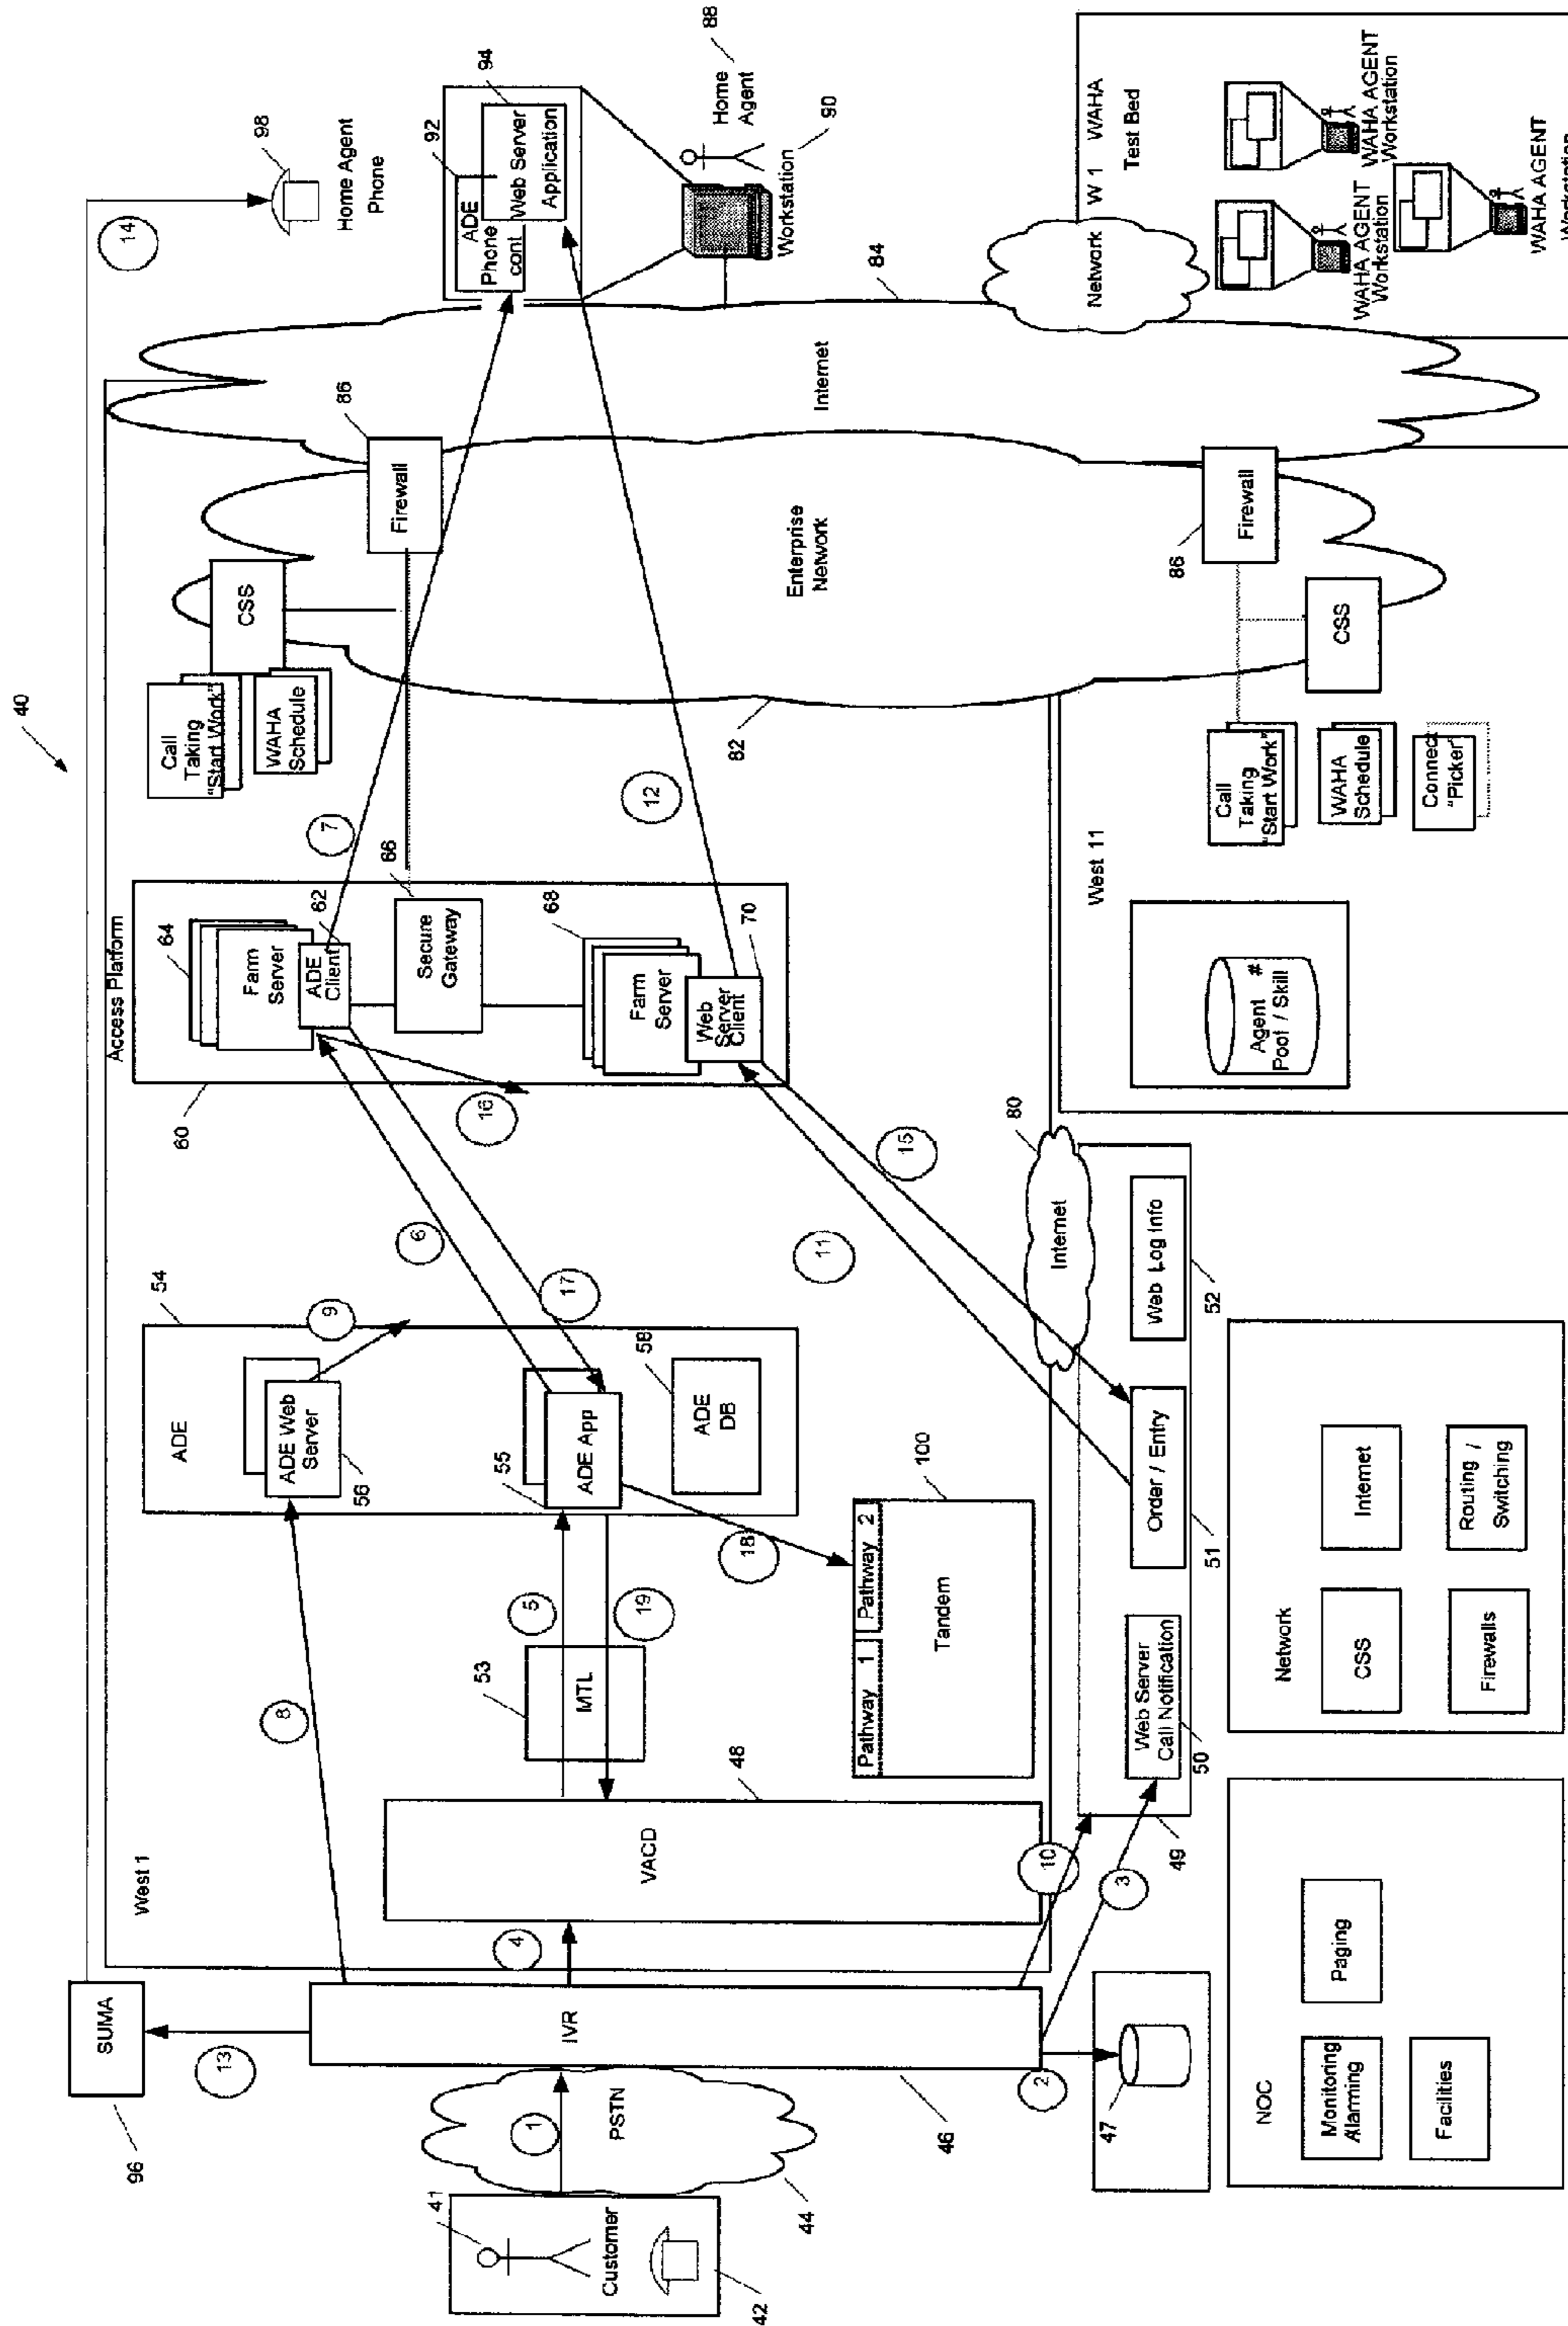 40
96
SUMA
13
14
98
Home Agent
Phone
West 1
8
41
Customer
42
1
PSTN
44
IVR
46
4
VACD
48
2
47
10
3
5
53
MTL
19
ADE
54
ADE Web
Server
56
9
55
ADE App
58
ADE
DB
18
100
Pathway 1
Pathway 2
Tandem
6
17
11
15
Access Platform
60
64
Farm
Server
62
ADE
Client
16
66
Secure
Gateway
68
Farm
Server
70
Web
Server
Client
7
12
Call
Taking
"Start Work"
WAHA
Schedule
CSS
86
Firewall
Enterprise
Network
82
Internet
84
92
94
ADE
Phone
cont
Web Server
Application
Home
Agent
88
Workstation
90
Network
W 1 WAHA
Test Bed
WAHA AGENT
Workstation
WAHA AGENT
Workstation
WAHA AGENT
Workstation
49
Web Server
Call Notification
50
Order / Entry
51
Web Log Info
52
Internet
80
West 11
Agent #
Pool / Skill
Call
Taking
"Start Work"
WAHA
Schedule
Connect
"Picker"
86
Firewall
CSS
NOC
Monitoring
Alarming
Paging
Facilities
Network
CSS
Internet
Firewalls
Routing /
Switching